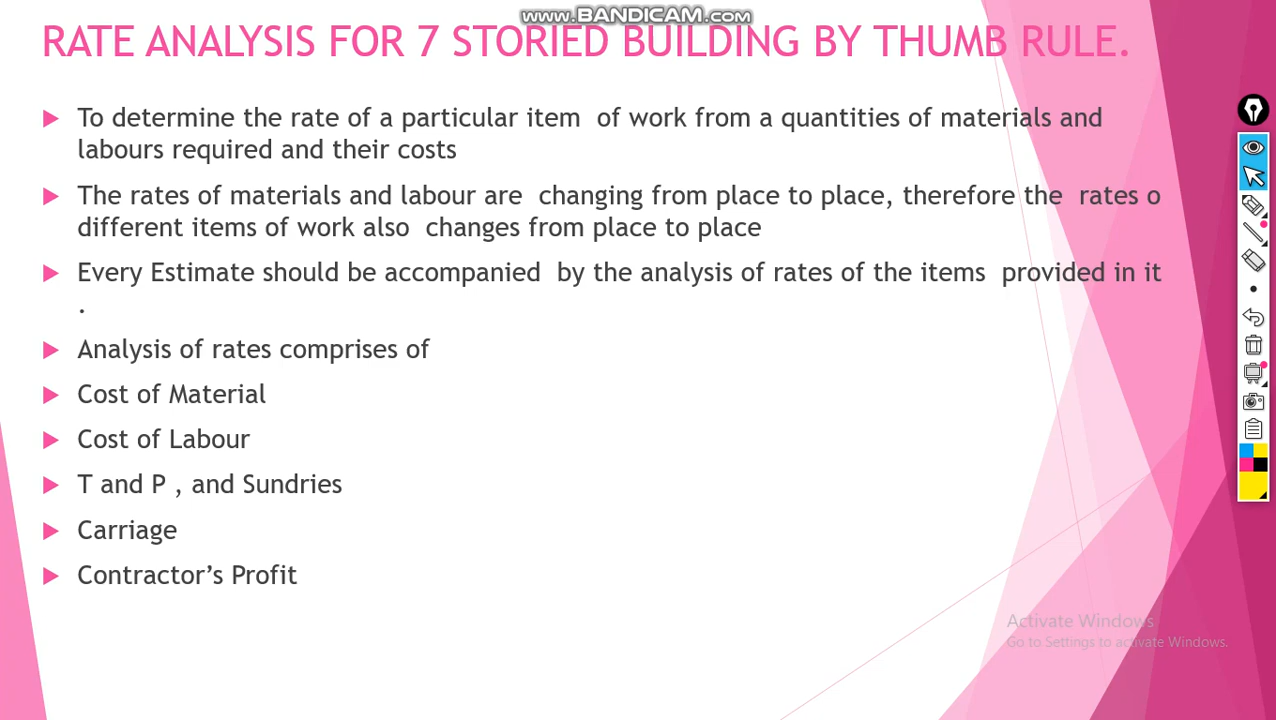 www.BANDICAM.com
RATE ANALYSIS FOR 7 STORIED BUILDING BY THUMB RULE.
To determine the rate of a particular item of work from a quantities of materials and
labours required and their costs
The rates of materials and labour are changing from place to place, therefore the rates o
different items of work also changes from place to place
Every Estimate should be accompanied by the analysis of rates of the items provided in it
.
Analysis of rates comprises of
Cost of Material
Cost of Labour
T and P , and Sundries
Carriage
Contractor’s Profit
Activate Windows
Go to Settings to activate Windows.